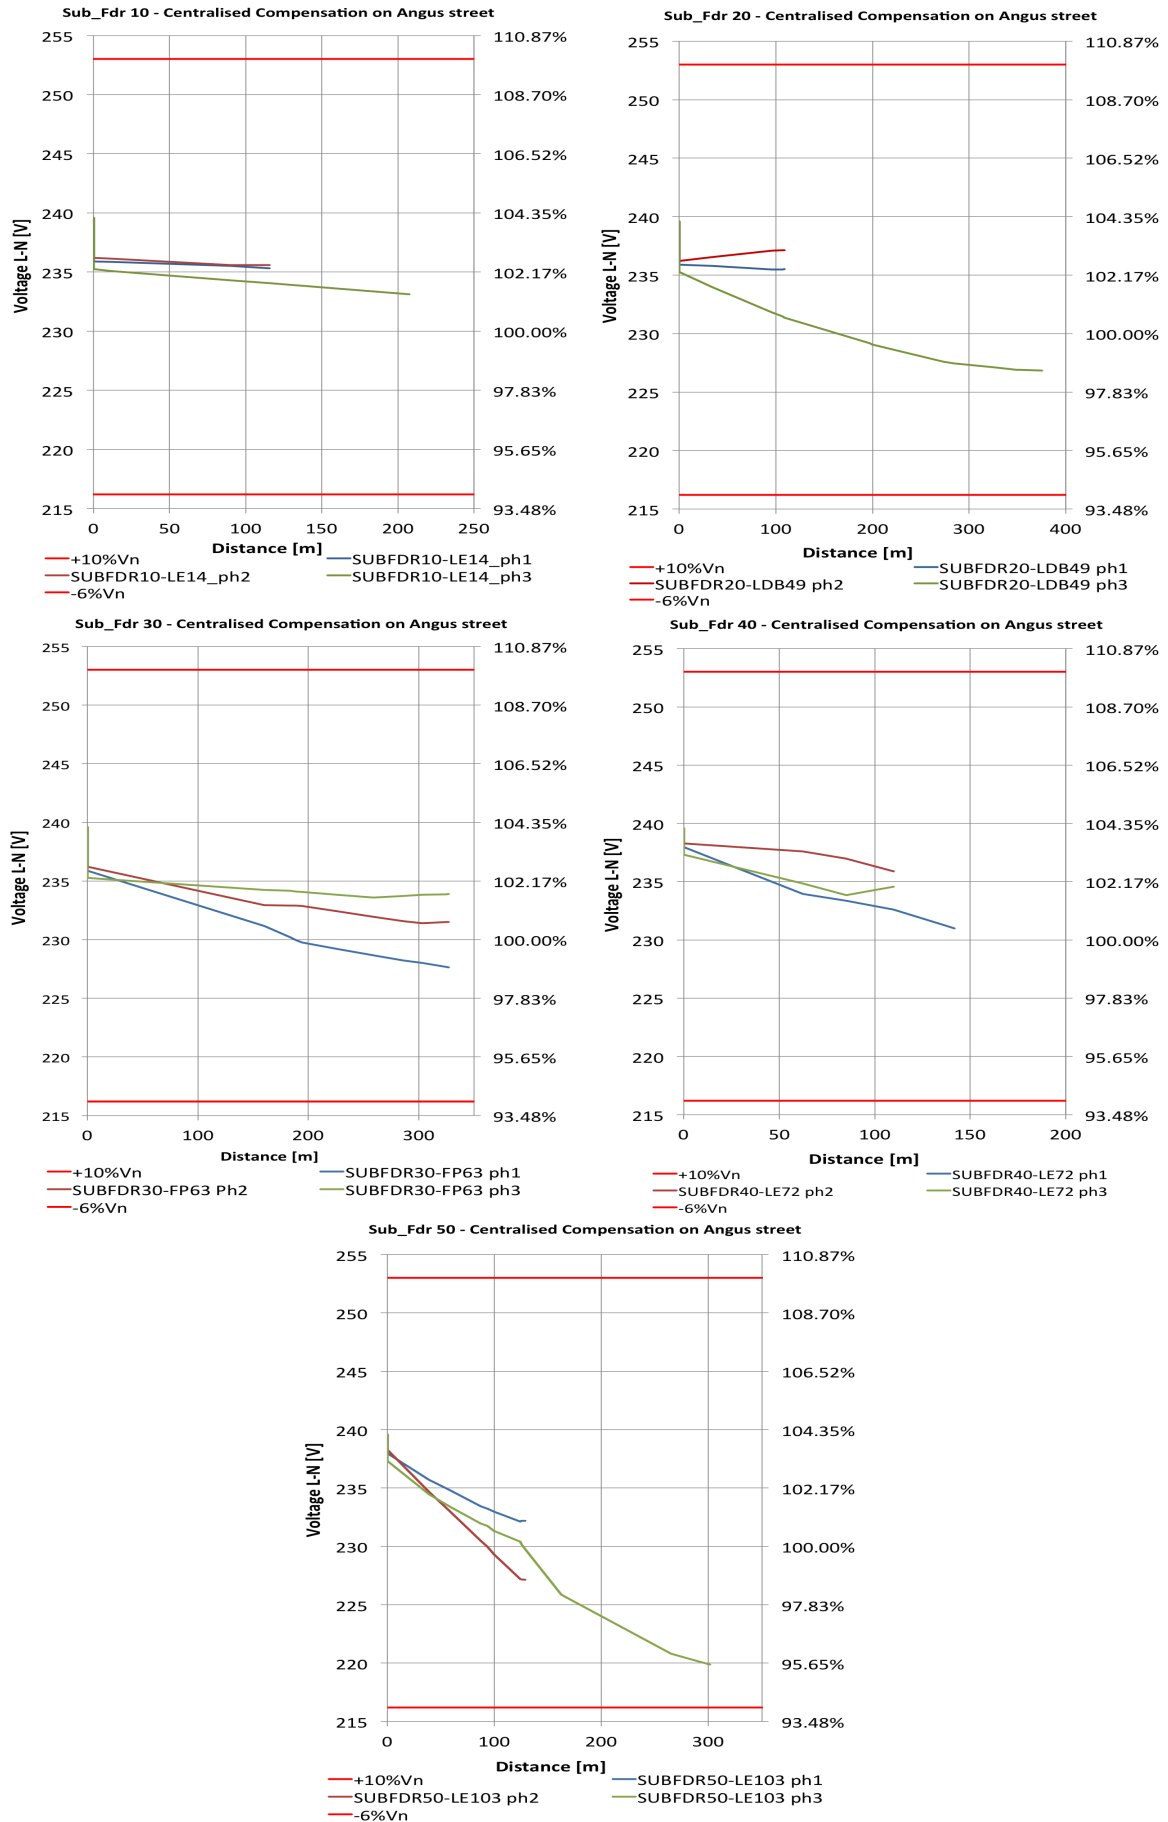 Sub_Fdr 10 - Centralised Compensation on Angus street
255 110.87%
250 108.70%
245 106.52%
240 104.35%
235 102.17%
230 100.00%
225 97.83%
220 95.65%
215 93.48%
Voltage L-N [V]
0 50 100 150 200 250
Distance [m]
+10%Vn SUBFDR10-LE14_ph1
SUBFDR10-LE14_ph2 SUBFDR10-LE14_ph3
-6%Vn
Sub_Fdr 20 - Centralised Compensation on Angus street
255 110.87%
250 108.70%
245 106.52%
240 104.35%
235 102.17%
230 100.00%
225 97.83%
220 95.65%
215 93.48%
Voltage L-N [V]
0 100 200 300 400
Distance [m]
+10%Vn SUBFDR20-LDB49 ph1
SUBFDR20-LDB49 ph2 SUBFDR20-LDB49 ph3
-6%Vn
Sub_Fdr 30 - Centralised Compensation on Angus street
255 110.87%
250 108.70%
245 106.52%
240 104.35%
235 102.17%
230 100.00%
225 97.83%
220 95.65%
215 93.48%
Voltage L-N [V]
0 100 200 300
Distance [m]
+10%Vn SUBFDR30-FP63 ph1
SUBFDR30-FP63 Ph2 SUBFDR30-FP63 ph3
-6%Vn
Sub_Fdr 40 - Centralised Compensation on Angus street
255 110.87%
250 108.70%
245 106.52%
240 104.35%
235 102.17%
230 100.00%
225 97.83%
220 95.65%
215 93.48%
Voltage L-N [V]
0 50 100 150 200
Distance [m]
+10%Vn SUBFDR40-LE72 ph1
SUBFDR40-LE72 ph2 SUBFDR40-LE72 ph3
-6%Vn
Sub_Fdr 50 - Centralised Compensation on Angus street
255 110.87%
250 108.70%
245 106.52%
240 104.35%
235 102.17%
230 100.00%
225 97.83%
220 95.65%
215 93.48%
Voltage L-N [V]
0 100 200 300
Distance [m]
+10%Vn SUBFDR50-LE103 ph1
SUBFDR50-LE103 ph2 SUBFDR50-LE103 ph3
-6%Vn